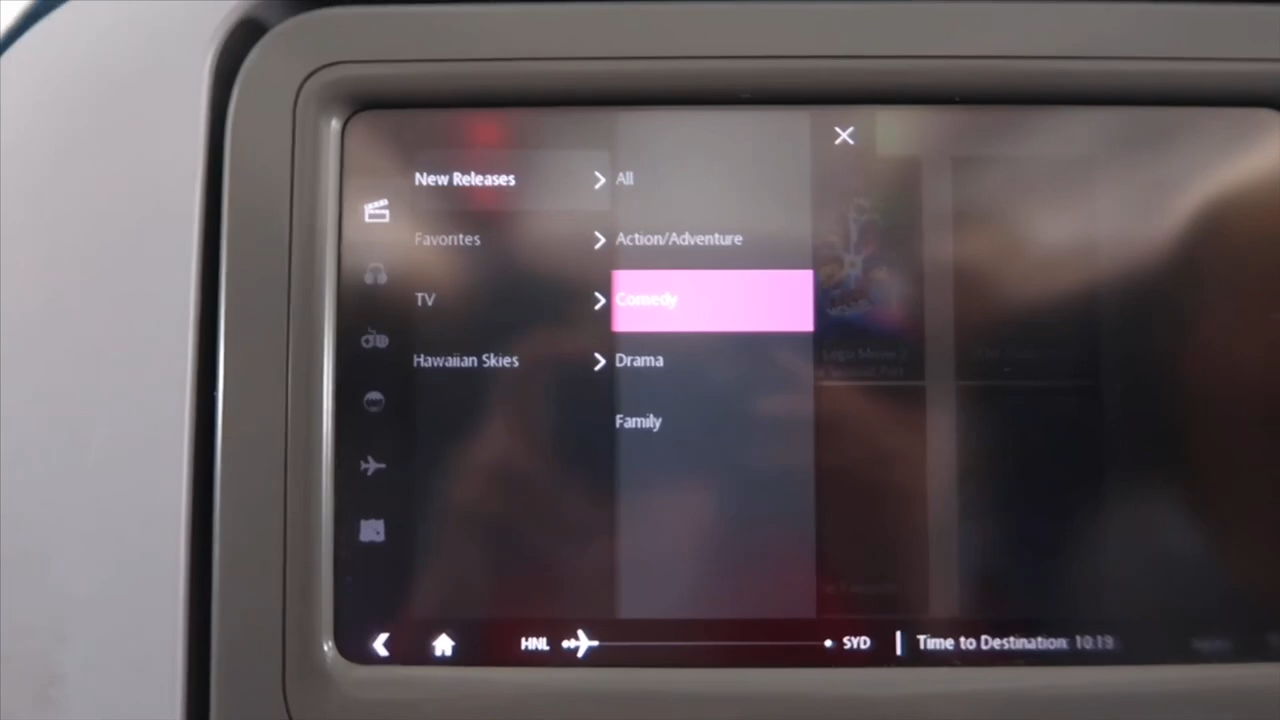 New Releases
All
Favorites
Action/Adventure
TV
Comedy
Hawaiian Skies
Drama
Family
HNL
SYD
Time to Destination: 10:19